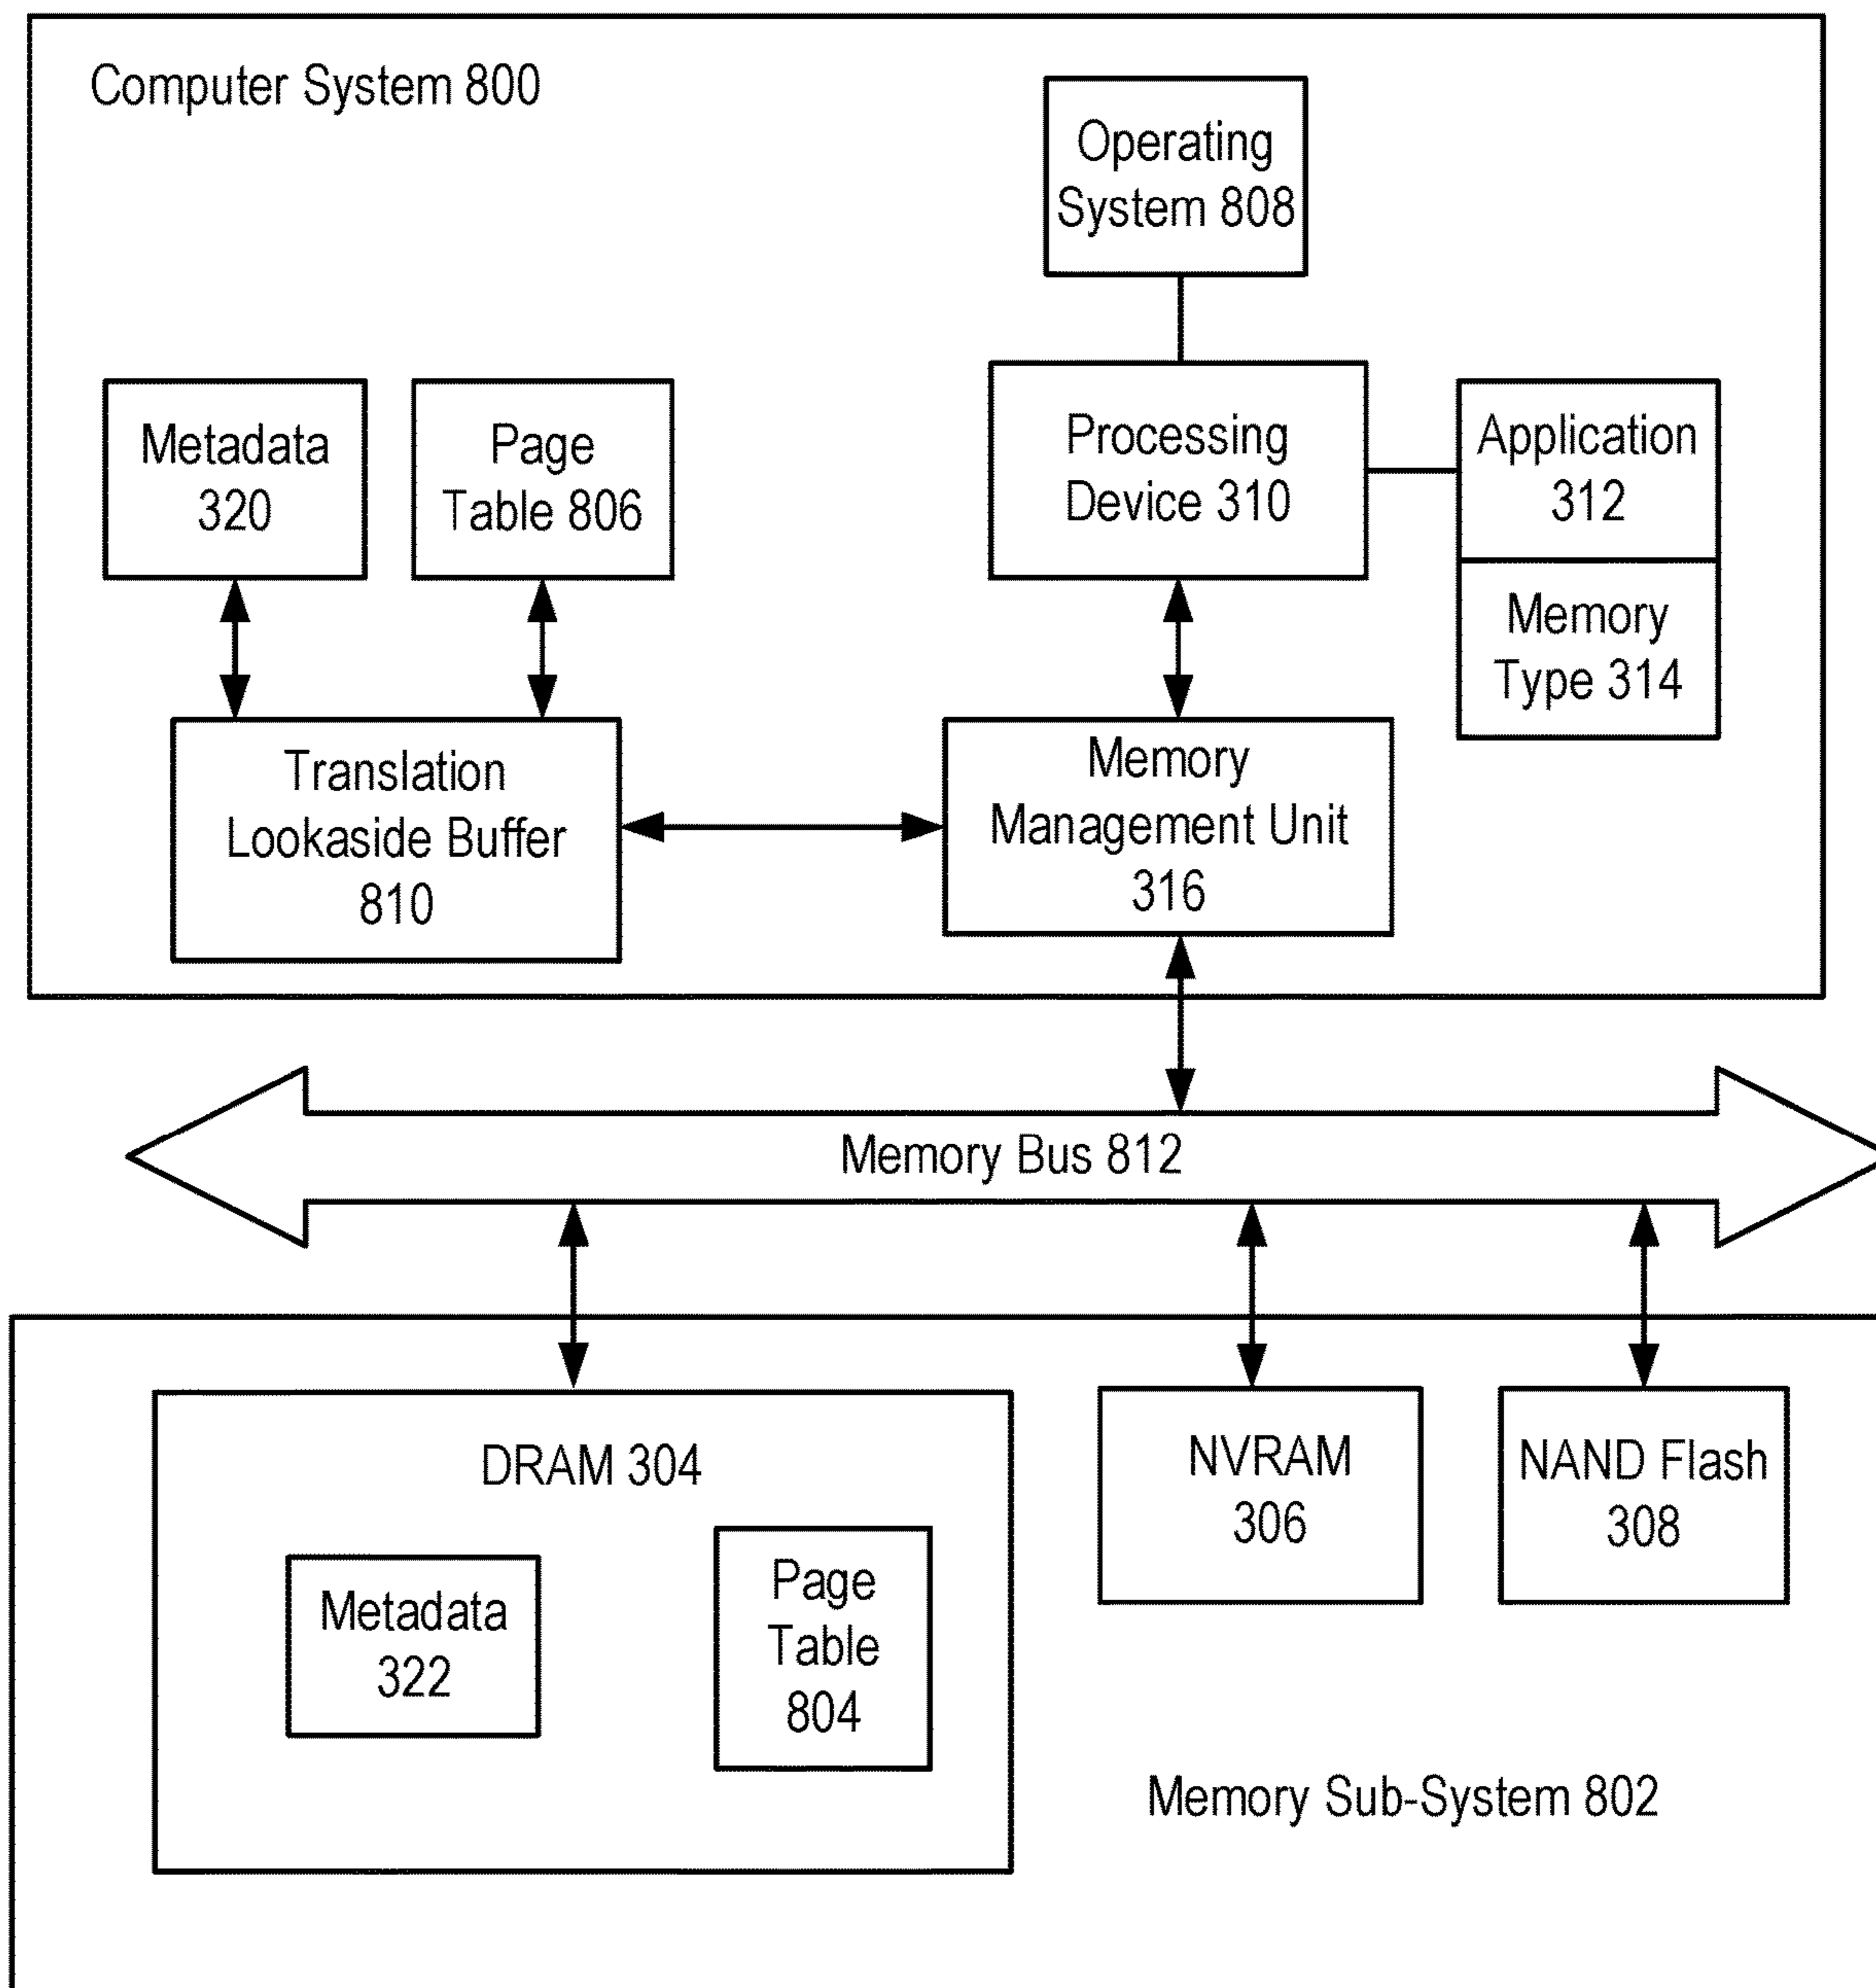 Computer System 800
Operating
System 808
Metadata
320
Page
Table 806
Processing
Device 310
Application
312
Memory
Type 314
Translation
Lookaside Buffer
810
Memory
Management Unit
316
Memory Bus 812
DRAM 304
Metadata
322
Page
Table
804
NVRAM
306
NAND Flash
308
Memory Sub-System 802